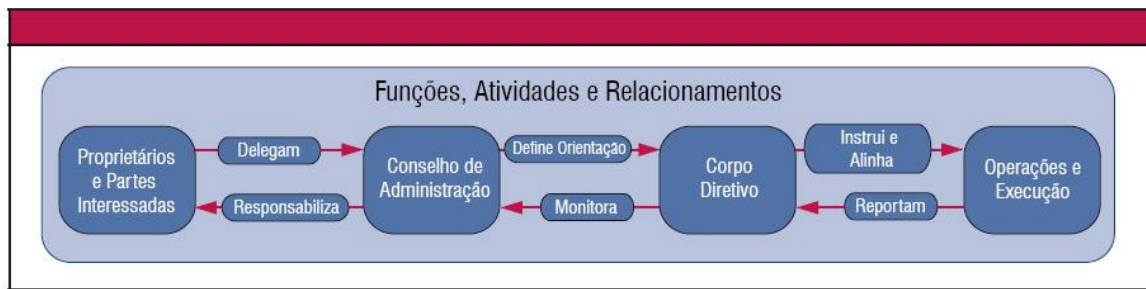 Funções, Atividades e Relacionamentos
Proprietários
e Partes
Interessadas
Delegam
Responsabiliza
Conselho de
Administração
Define Orientação
Monitora
Corpo
Diretivo
Instrui e
Alinha
Reportam
Operações e
Execução